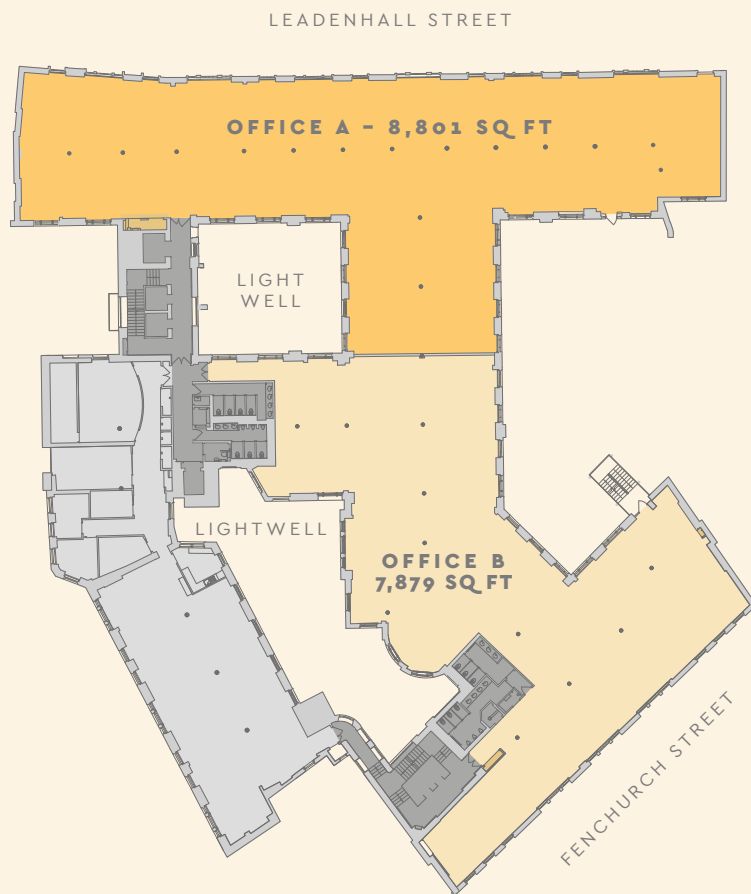 LEADENHALL STREET
OFFICE A – 8,801 SQ FT
LIGHT
WELL
LIGHTWELL
OFFICE B
7,879 SQ FT
FENCHURCH STREET